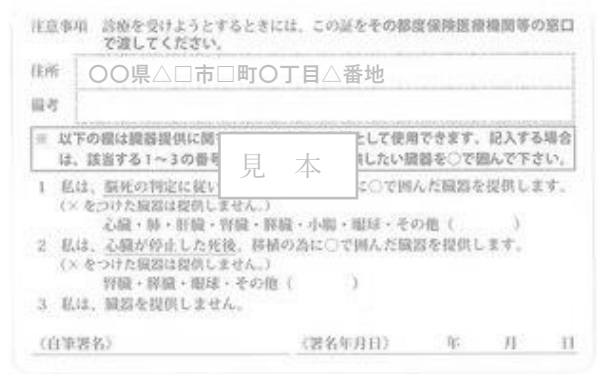 注意事項 診療を受けようとするときには、この証をその都度保険医療機関等の窓口
で渡してください。
住所 〇〇県△□市□町〇丁目△番地
備考
※ 以下の欄は臓器提供に関 として使用できます。記入する場合
は、該当する1～3の番号 したい臓器を〇で囲んで下さい。
見 本
1 私は、脳死の判定に従い に〇で囲んだ臓器を提供します。
(×をつけた臓器は提供しません。)
心臓・肺・肝臓・腎臓・膵臓・小腸・眼球・その他（ ）
2 私は、心臓が停止した死後、移植の為に〇で囲んだ臓器を提供します。
(×をつけた臓器は提供しません。)
腎臓・膵臓・眼球・その他（ ）
3 私は、臓器を提供しません。
《自筆署名》 《署名年月日》 年 月 日